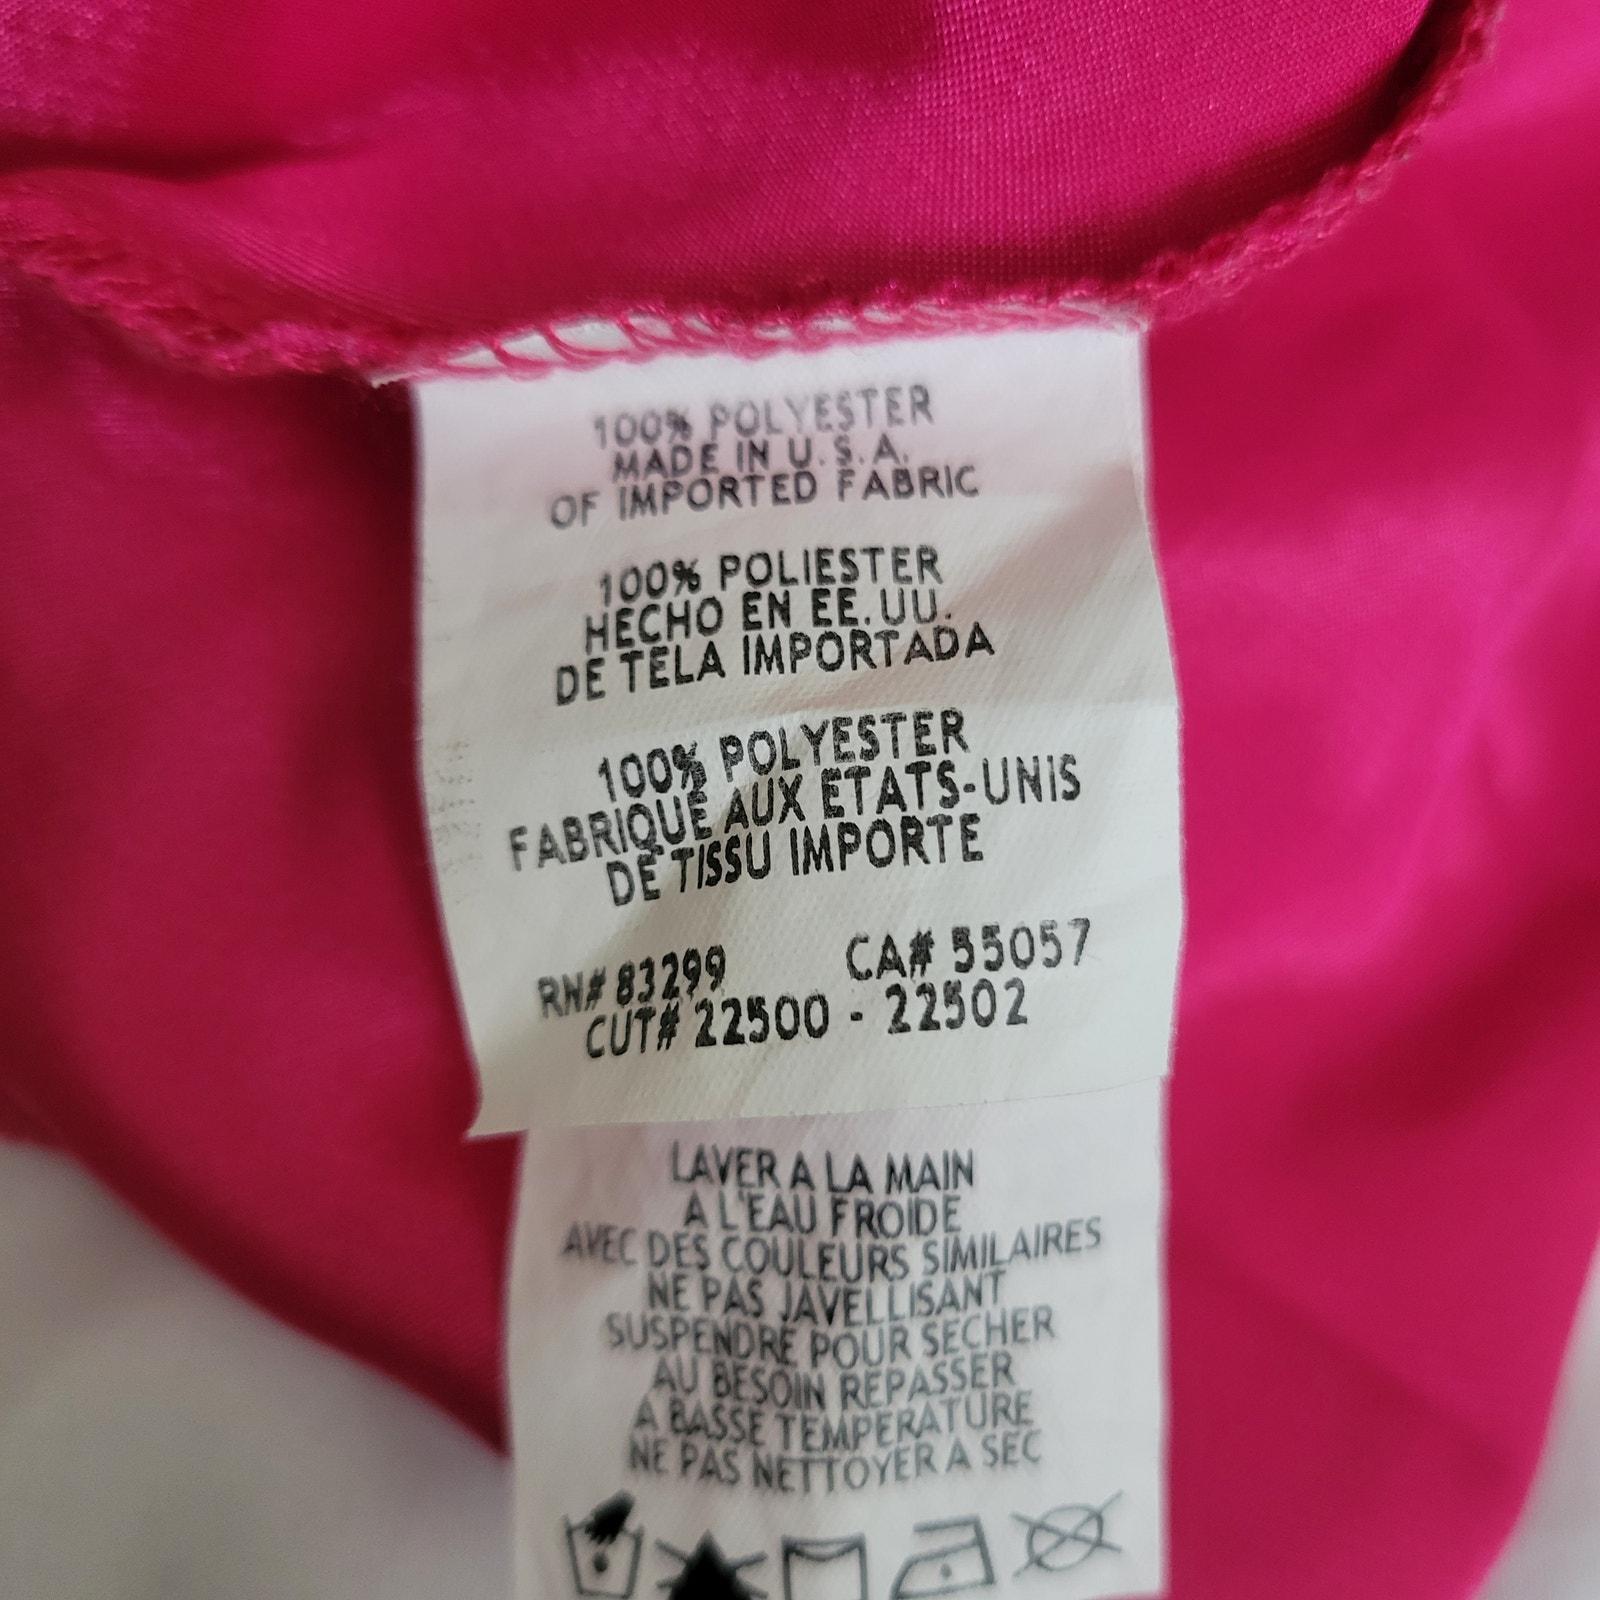 100% POLYESTER
MADE IN U.S.A.
OF IMPORTED FABRIC
100% POLIESTER
HECHO EN EE.UU.
DE TELA IMPORTADA
100% POLYESTER
FABRIQUE AUX ETATS-UNIS
DE TISSU IMPORTE
RN# 83299 CA# 55057
CUT# 22500 - 22502
LAVER A LA MAIN
A L'EAU FROIDE
AVEC DES COULEURS SIMILAIRES
NE PAS JAVELLISANT
SUSPENDRE POUR SECHER
AU BESOIN REPASSER
A BASSE TEMPERATURE
NE PAS NETTOYER A SEC